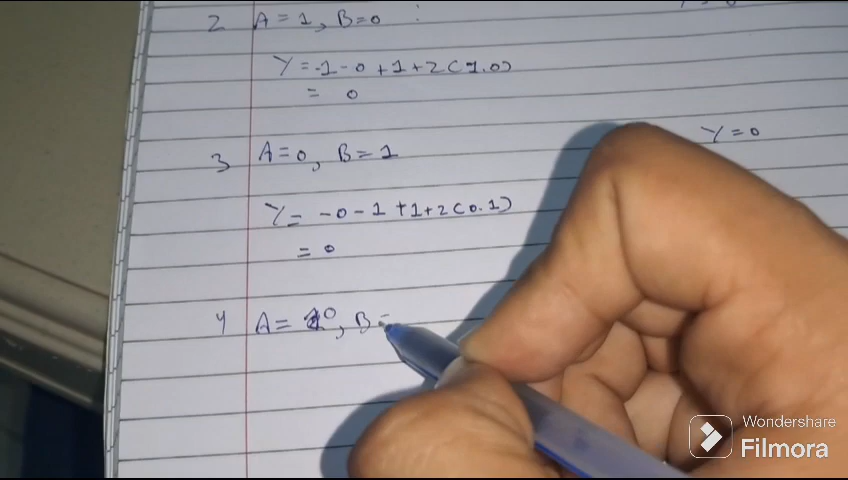 2 A = 1, B = 0
Y = -1 - 0 + 1 + 2 (1.0)
= 0
Y = 0
3 A = 0, B = 1
Y = -0 - 1 + 1 + 2 (0.1)
= 0
4 A = 0, B =
Wondershare
Filmora